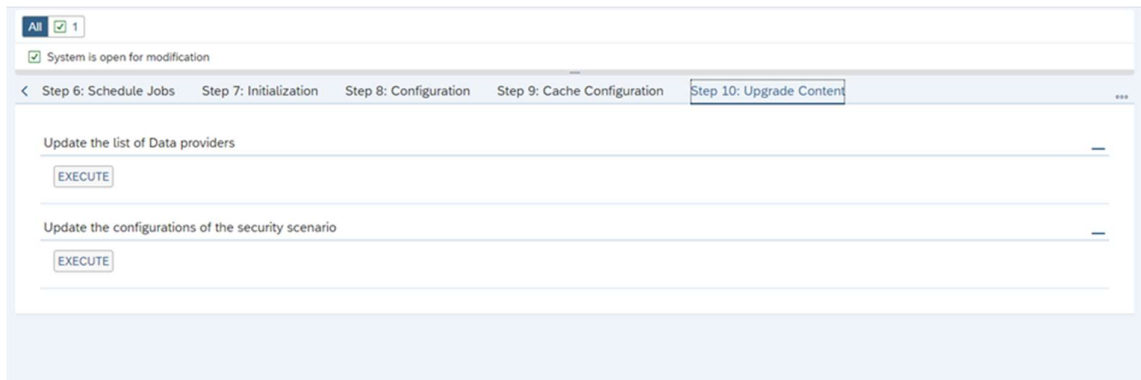 All 1
System is open for modification
Step 6: Schedule Jobs Step 7: Initialization Step 8: Configuration Step 9: Cache Configuration Step 10: Upgrade Content
Update the list of Data providers
EXECUTE
Update the configurations of the security scenario
EXECUTE